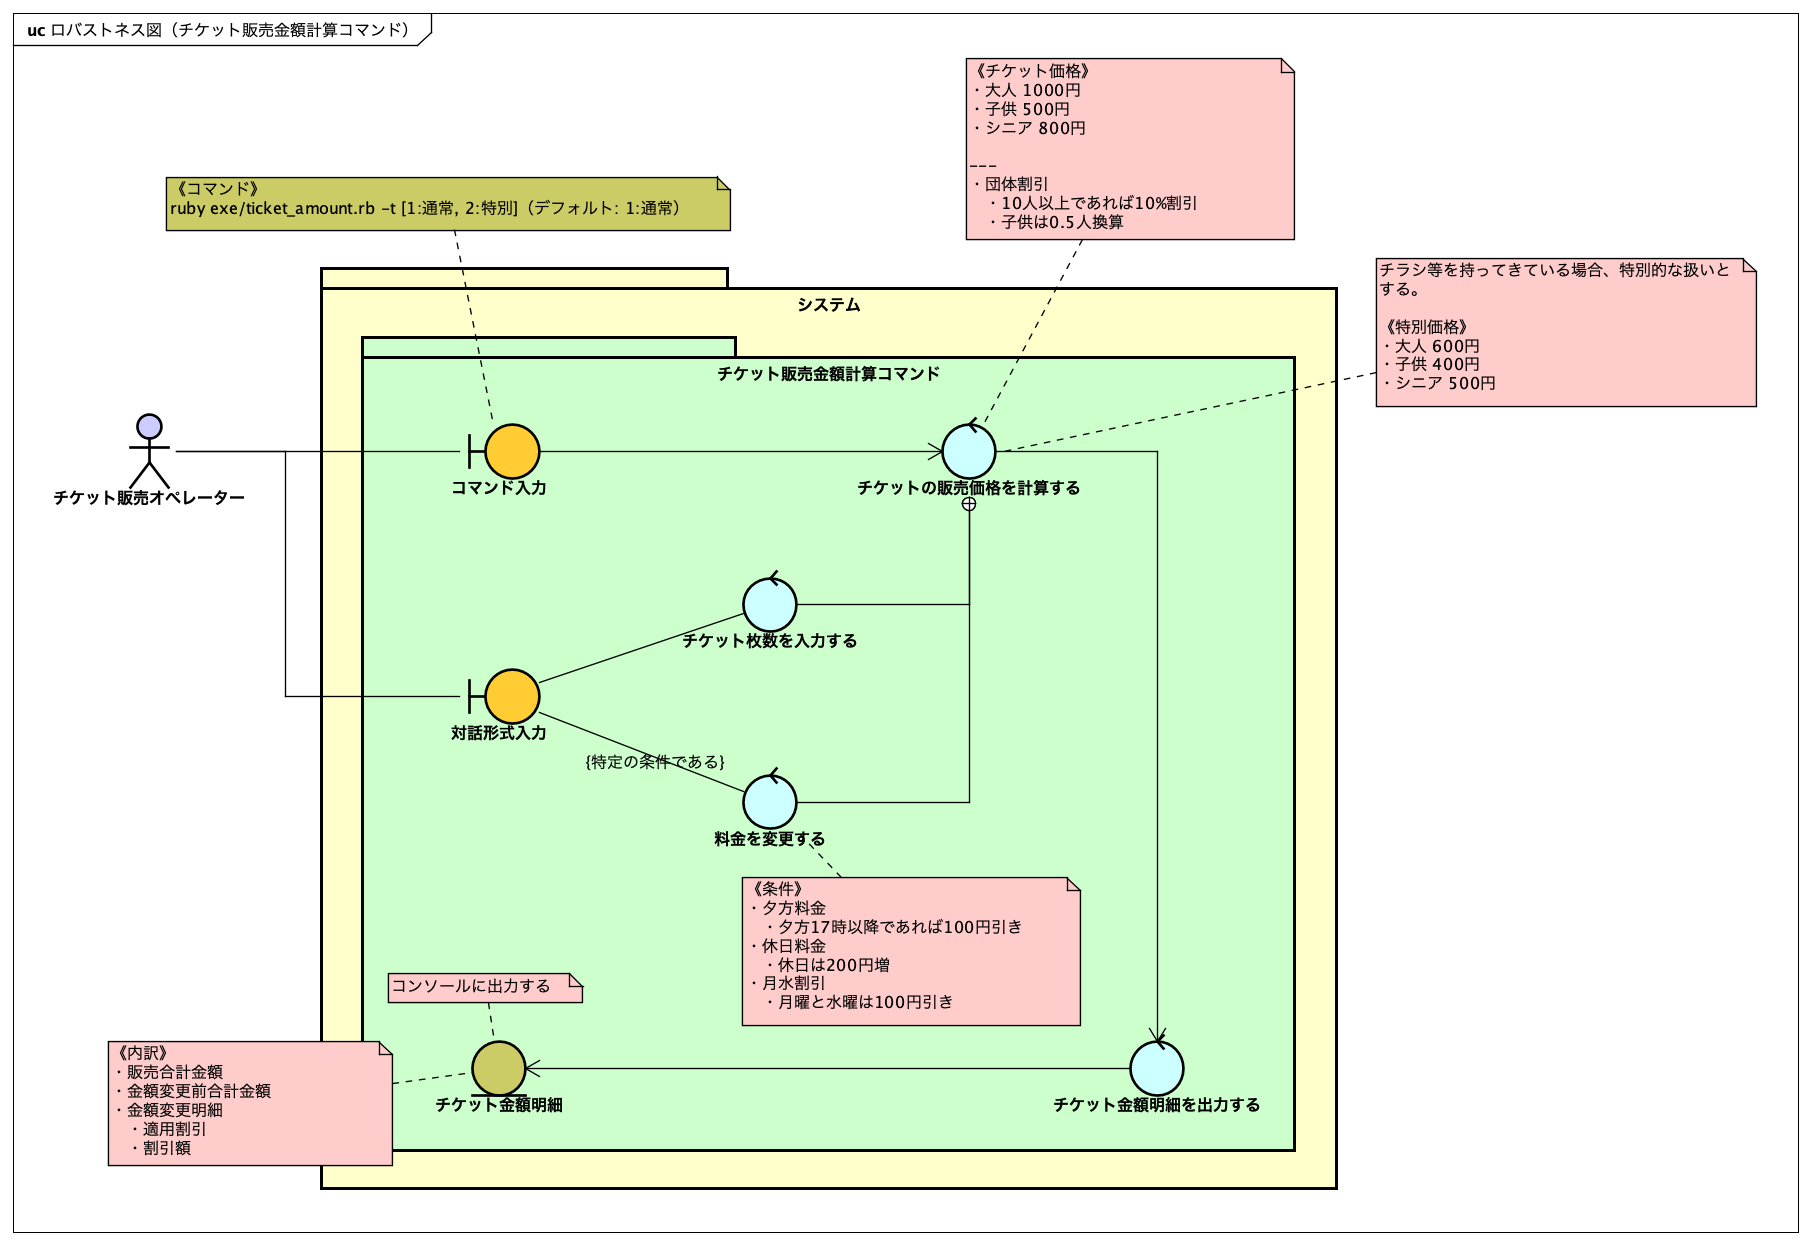 uc ロバストネス図（チケット販売金額計算コマンド）
《チケット価格》
・大人 1000円
・子供 500円
・シニア 800円
---
・団体割引
・10人以上であれば10%割引
・子供は0.5人換算
《コマンド》
ruby exe/ticket_amount.rb -t [1:通常, 2:特別]（デフォルト: 1:通常）
チラシ等を持ってきている場合、特別的な扱いと
する。
《特別価格》
・大人 600円
・子供 400円
・シニア 500円
システム
チケット販売金額計算コマンド
チケット販売オペレーター
コマンド入力
チケットの販売価格を計算する
チケット枚数を入力する
対話形式入力
{特定の条件である}
料金を変更する
《条件》
・夕方料金
・夕方17時以降であれば100円引き
・休日料金
・休日は200円増
・月水割引
・月曜と水曜は100円引き
コンソールに出力する
《内訳》
・販売合計金額
・金額変更前合計金額
・金額変更明細
・適用割引
・割引額
チケット金額明細
チケット金額明細を出力する